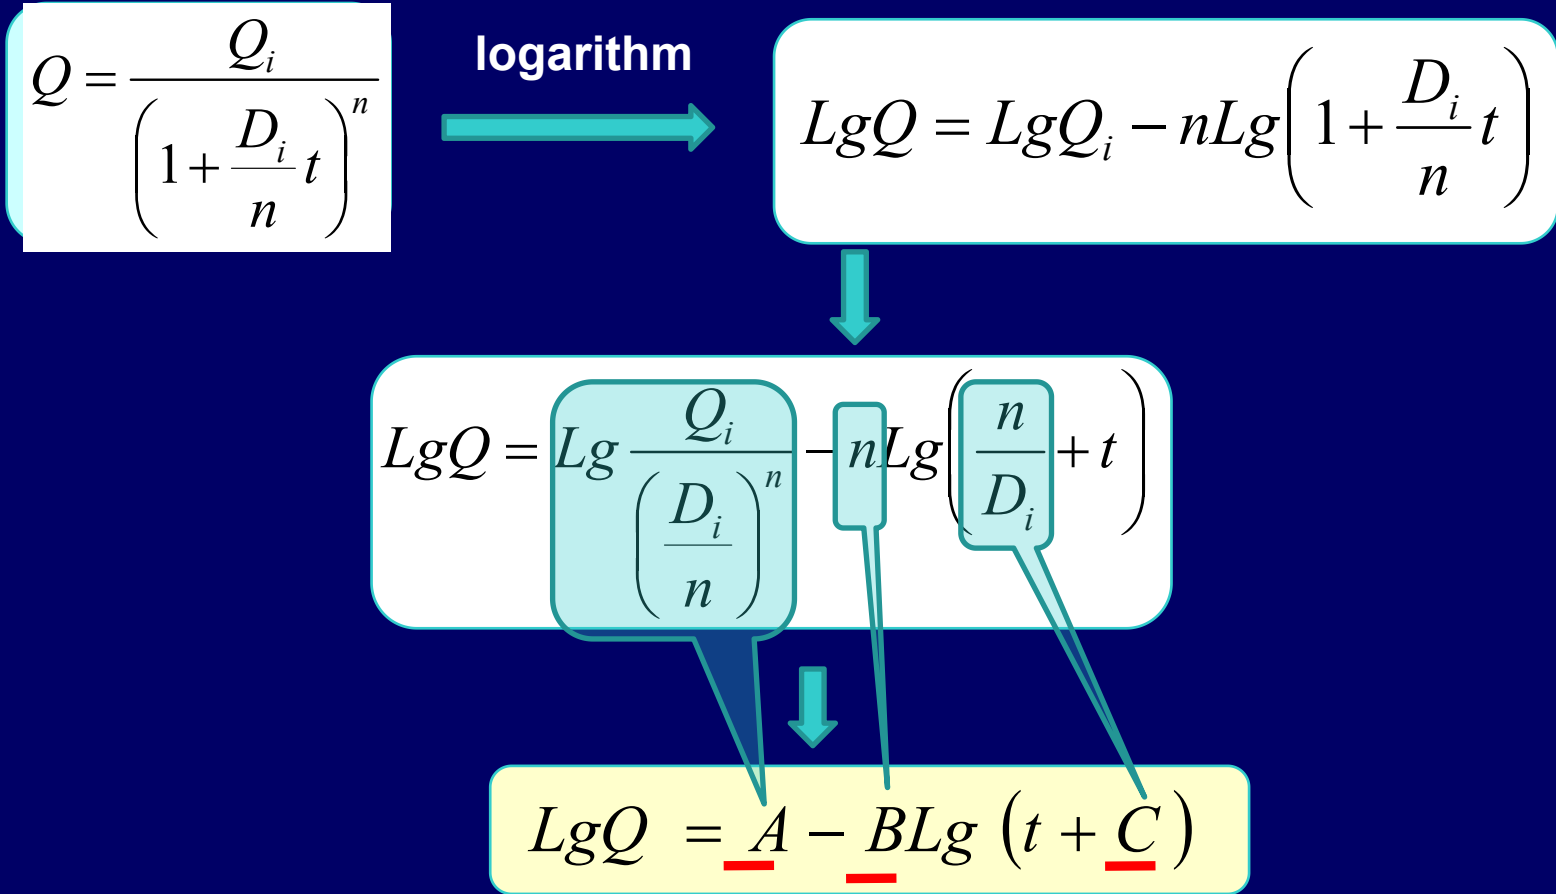 Q = Q_i / (1 + (D_i / n) t)^n
logarithm
LgQ = LgQ_i − nLg(1 + (D_i / n) t)
LgQ = Lg Q_i / (D_i / n)^n − nLg(n / D_i + t)
LgQ = A − BLg (t + C)